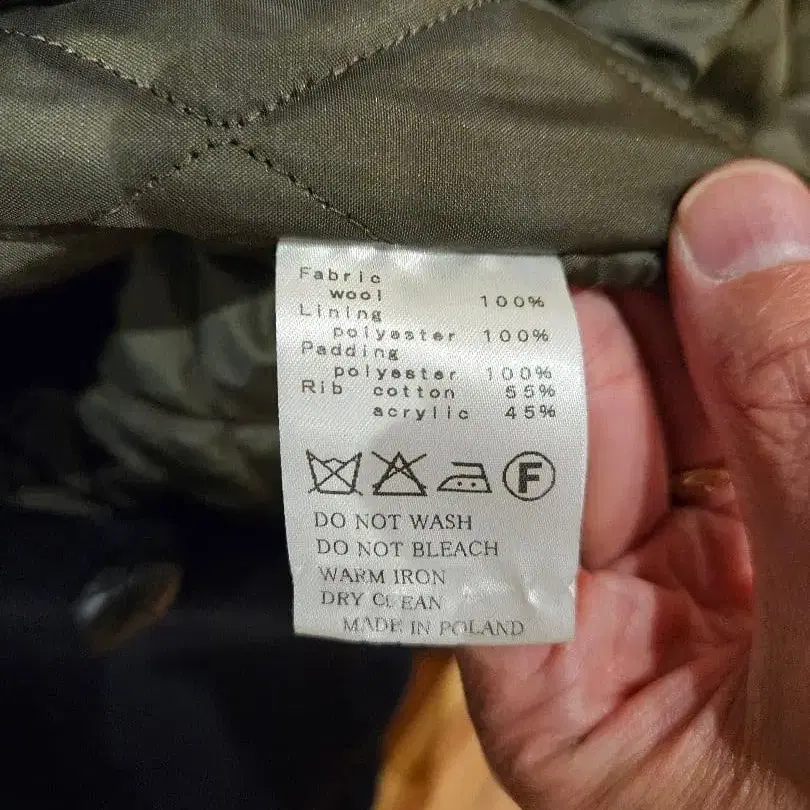 Fabric
wool 100%
Lining
polyester 100%
Padding
polyester 100%
Rib cotton 55%
acrylic 45%
F
DO NOT WASH
DO NOT BLEACH
WARM IRON
DRY CLEAN
MADE IN POLAND